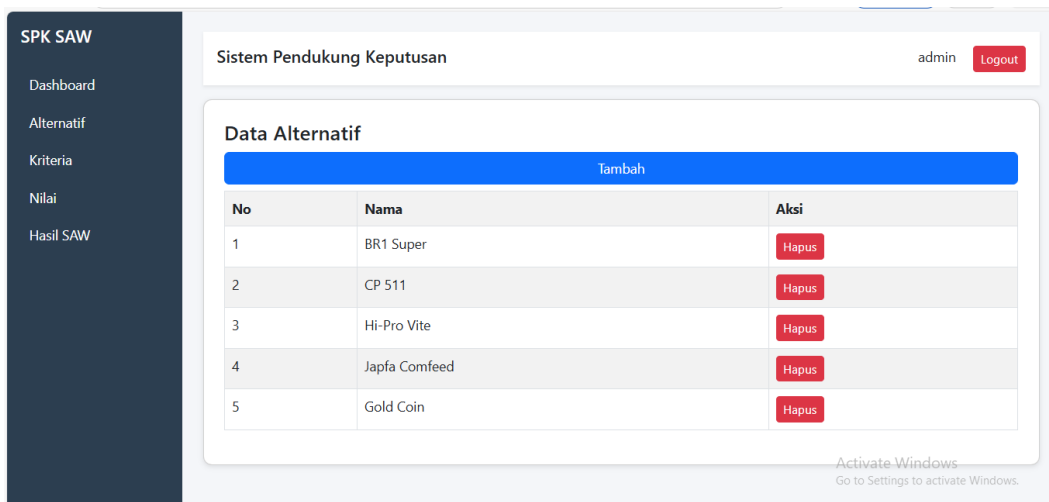 SPK SAW
Dashboard
Alternatif
Kriteria
Nilai
Hasil SAW
Sistem Pendukung Keputusan
admin Logout
Data Alternatif
Tambah
No Nama Aksi
1 BR1 Super Hapus
2 CP 511 Hapus
3 Hi-Pro Vite Hapus
4 Japfa Comfeed Hapus
5 Gold Coin Hapus
Activate Windows
Go to Settings to activate Windows.